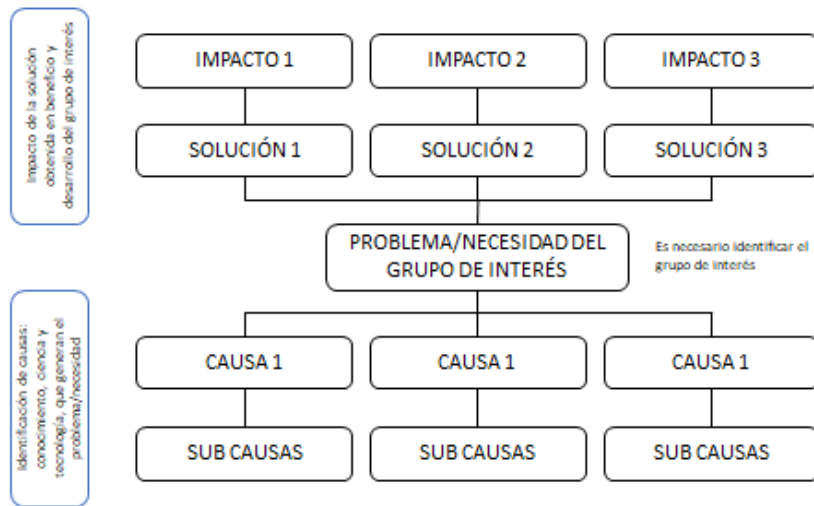 Impacto de la solución
obtenida en beneficio y
desarrollo del grupo de interés
IMPACTO 1
IMPACTO 2
IMPACTO 3
SOLUCIÓN 1
SOLUCIÓN 2
SOLUCIÓN 3
PROBLEMA/NECESIDAD DEL
GRUPO DE INTERÉS
Es necesario identificar el
grupo de interés
Identificación de causas:
conocimiento, ciencia y
tecnología, que generan el
problema/necesidad
CAUSA 1
CAUSA 1
CAUSA 1
SUB CAUSAS
SUB CAUSAS
SUB CAUSAS